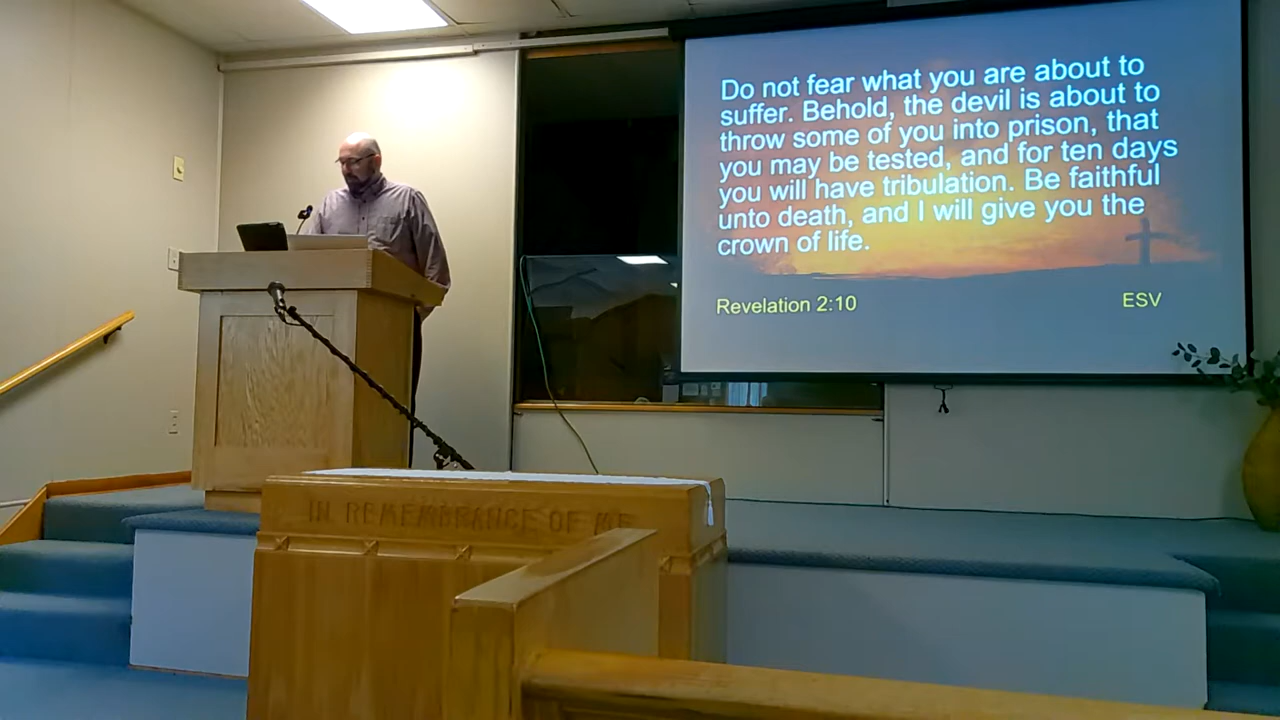 Do not fear what you are about to
suffer. Behold, the devil is about to
throw some of you into prison, that
you may be tested, and for ten days
you will have tribulation. Be faithful
unto death, and I will give you the
crown of life.
Revelation 2:10
ESV
IN REMEMBRANCE OF ME